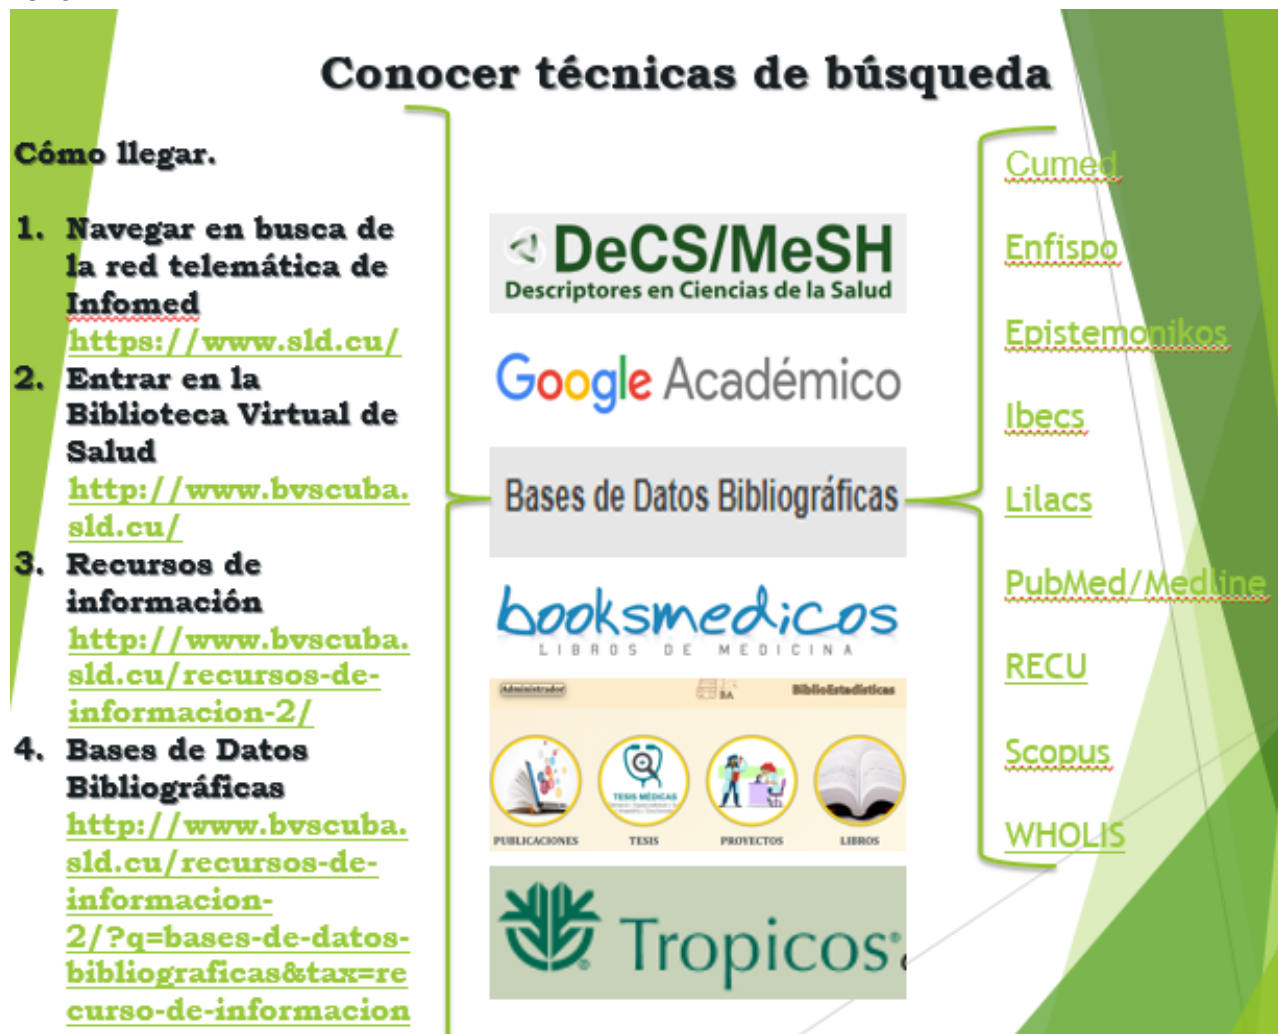 Conocer técnicas de búsqueda
Cómo llegar.
1. Navegar en busca de
la red telemática de
Infomed
https://www.sld.cu/
2. Entrar en la
Biblioteca Virtual de
Salud
http://www.bvscuba.
sld.cu/
3. Recursos de
información
http://www.bvscuba.
sld.cu/recursos-de-
informacion-2/
4. Bases de Datos
Bibliográficas
http://www.bvscuba.
sld.cu/recursos-de-
informacion-
2/?q=bases-de-datos-
bibliograficas&tax=re
curso-de-informacion
DeCS/MeSH
Descriptores en Ciencias de la Salud
Google Académico
Bases de Datos Bibliográficas
booksmedicos
LIBROS DE MEDICINA
Administrador
BA
BiblioEstadísticas
TESIS MÉDICAS
PUBLICACIONES
TESIS
PROYECTOS
LIBROS
Tropicos®
Cumed
Enfispo
Epistemonikos
Ibecs
Lilacs
PubMed/Medline
RECU
Scopus
WHOLIS